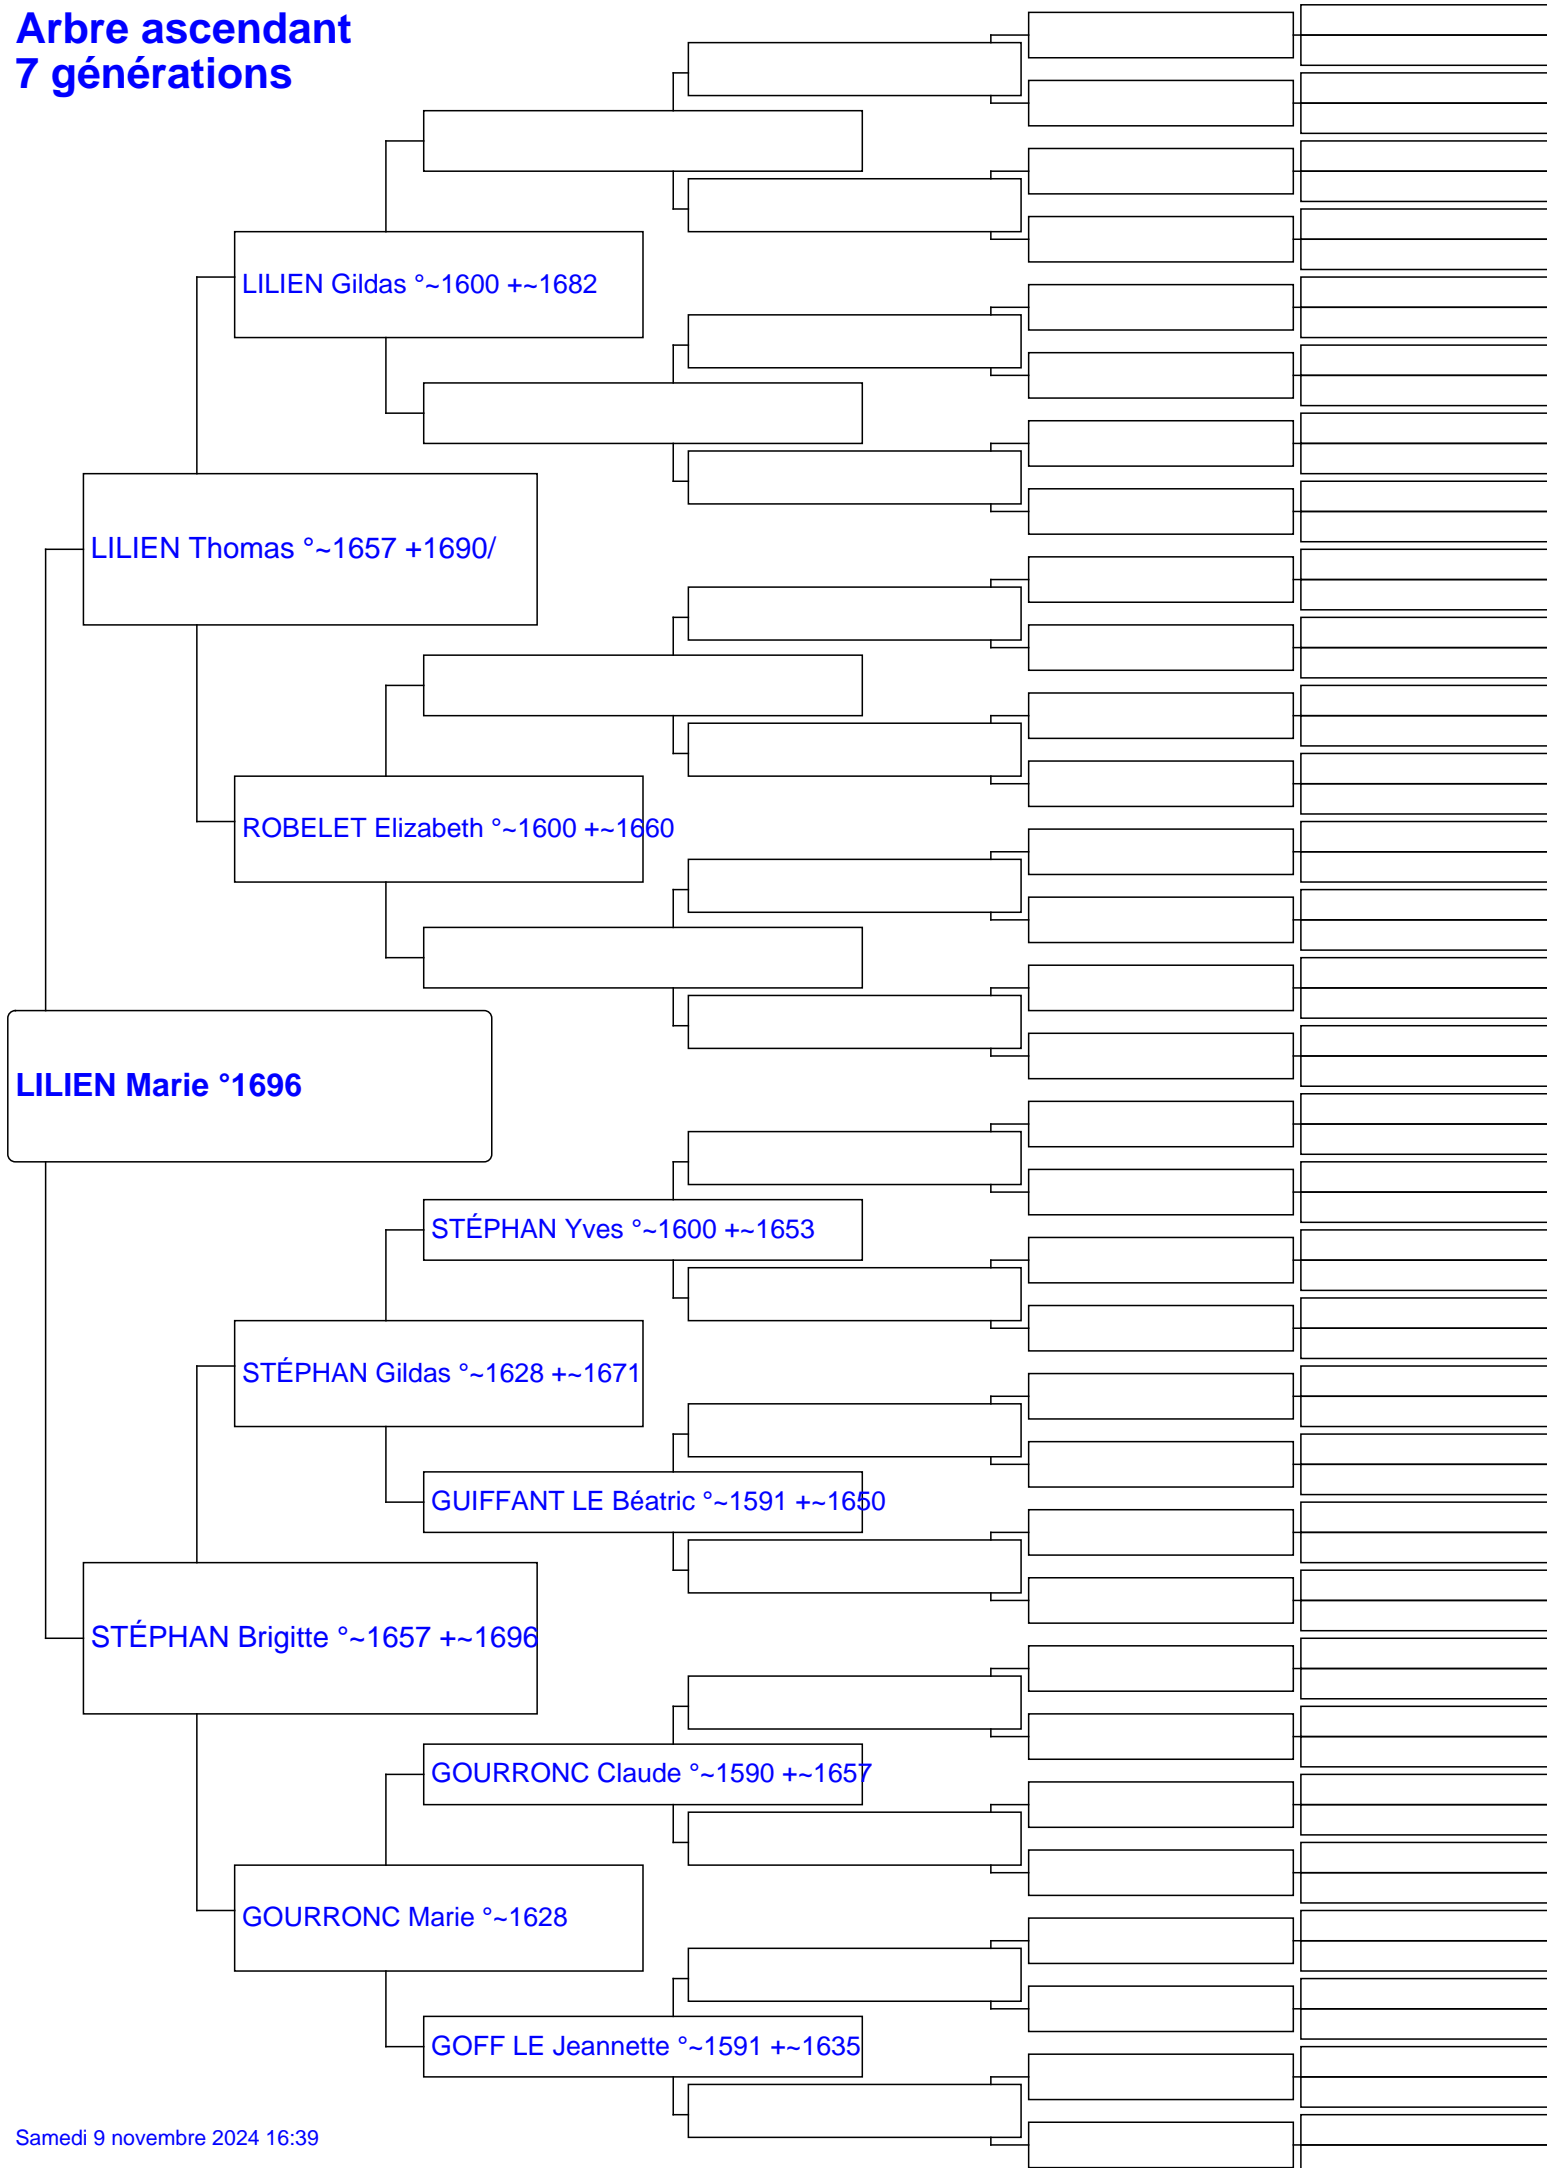 Arbre ascendant
7 générations
LILIEN Gildas °~1600 +~1682
LILIEN Thomas °~1657 +1690/
ROBELET Elizabeth °~1600 +~1660
LILIEN Marie °1696
STÉPHAN Yves °~1600 +~1653
STÉPHAN Gildas °~1628 +~1671
GUIFFANT LE Béatric °~1591 +~1650
STÉPHAN Brigitte °~1657 +~1696
GOURRONC Claude °~1590 +~1657
GOURRONC Marie °~1628
GOFF LE Jeannette °~1591 +~1635
Samedi 9 novembre 2024 16:39